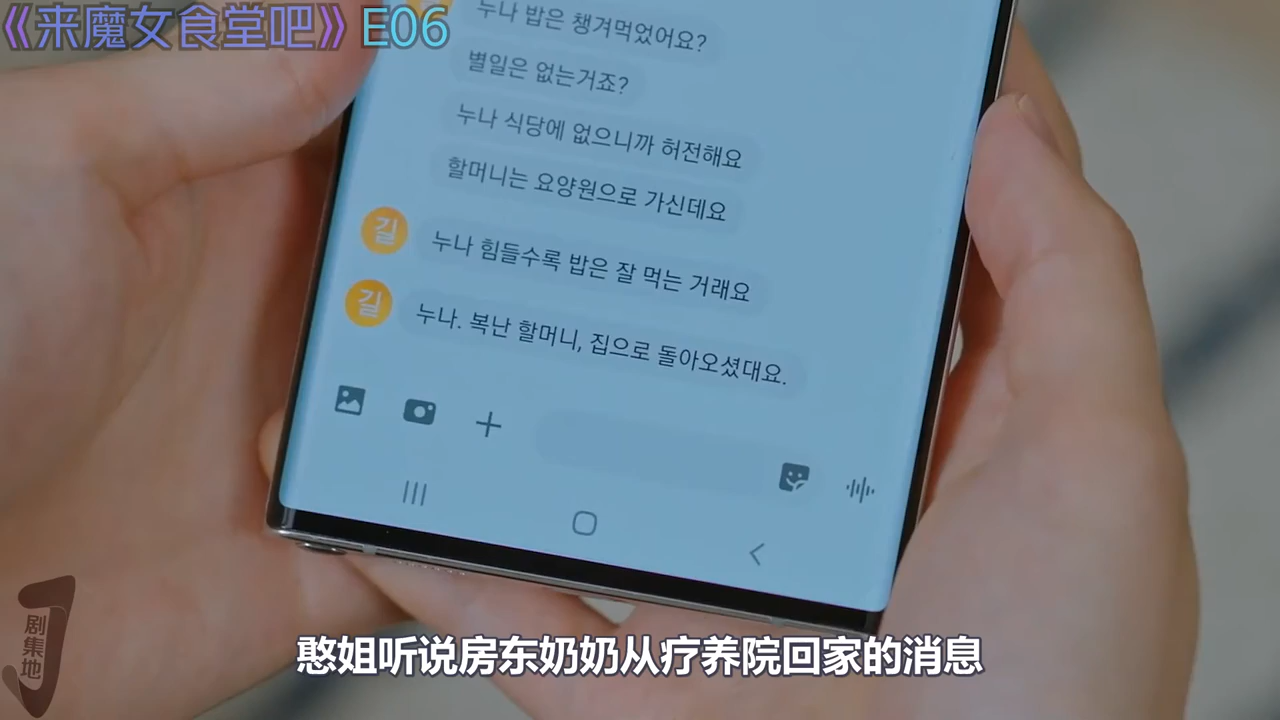 《来魔女食堂吧》E06
누나 밥은 챙겨먹었어요?
별일은 없는거죠?
누나 식당에 없으니까 허전해요
할머니는 요양원으로 가신데요
길
누나 힘들수록 밥은 잘 먹는 거래요
길
누나. 복난 할머니, 집으로 돌아오셨대요.
剧集地
憨姐听说房东奶奶从疗养院回家的消息